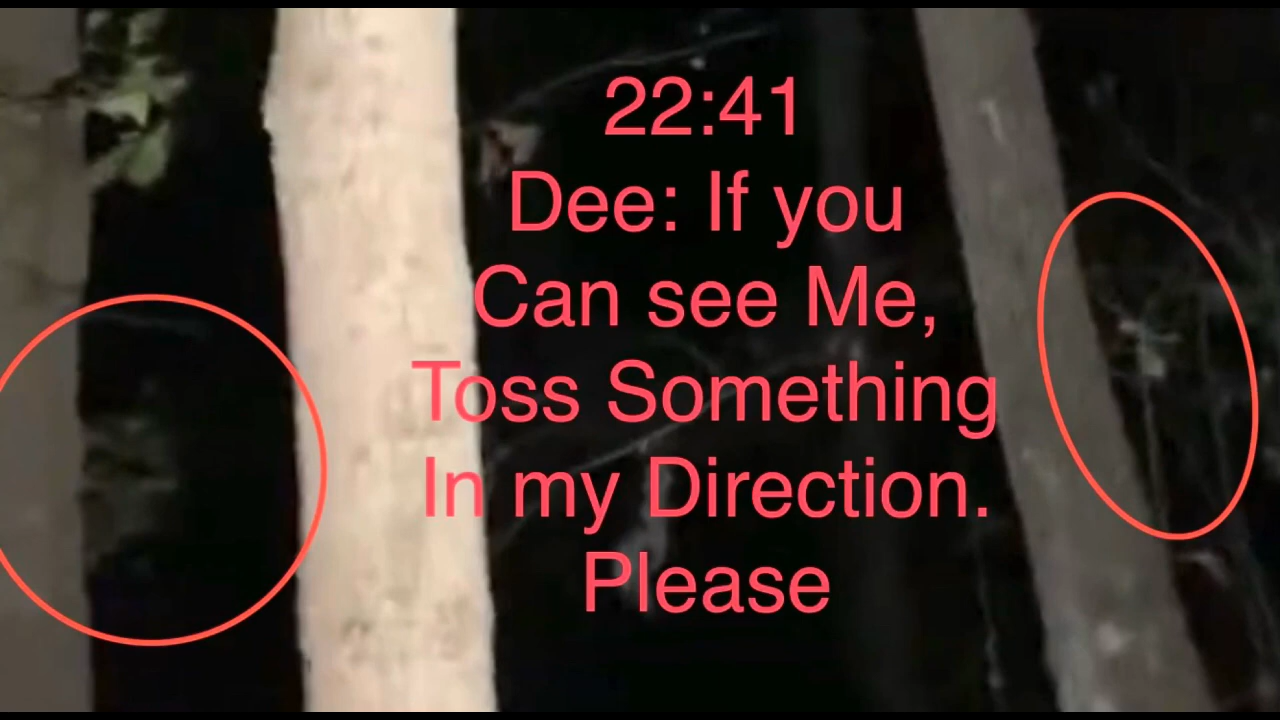 22:41
Dee: If you
Can see Me,
Toss Something
In my Direction.
Please